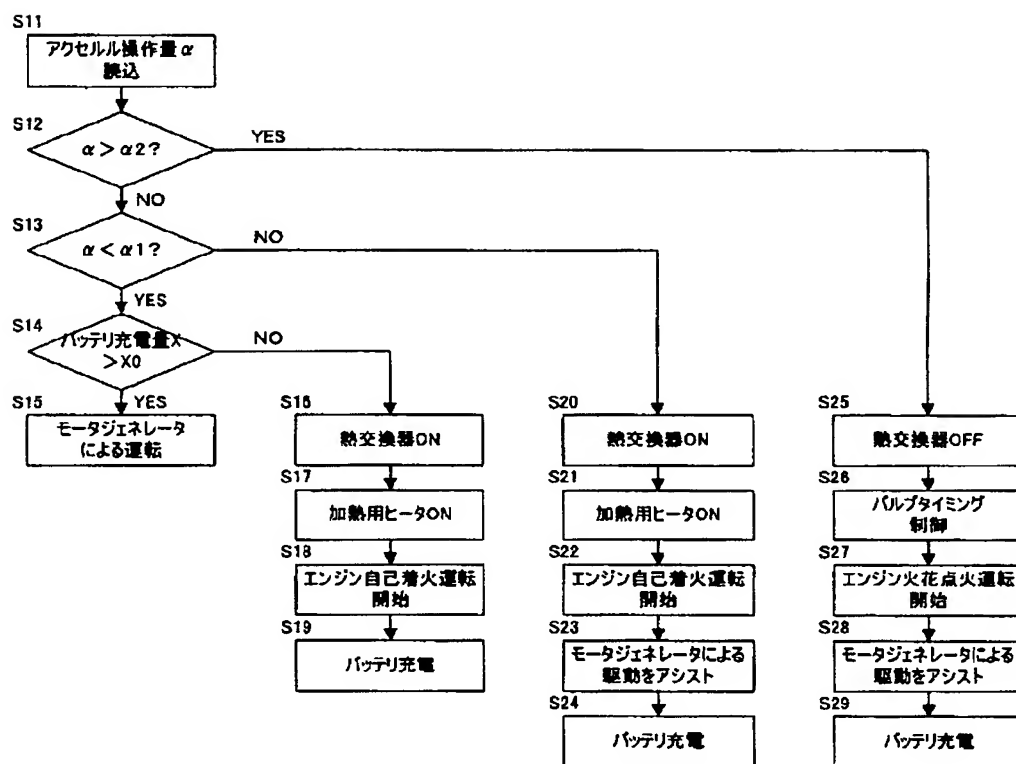 S11
アクセルル操作量α
読込
S12
α＞α2？
YES
NO
S13
α＜α1？
NO
YES
S14
バッテリ充電量X
＞X0
NO
YES
S15
モータジェネレータ
による運転
S16
熱交換器ON
S17
加熱用ヒータON
S18
エンジン自己着火運転
開始
S19
バッテリ充電
S20
熱交換器ON
S21
加熱用ヒータON
S22
エンジン自己着火運転
開始
S23
モータジェネレータによる
駆動をアシスト
S24
バッテリ充電
S25
熱交換器OFF
S26
バルブタイミング
制御
S27
エンジン火花点火運転
開始
S28
モータジェネレータによる
駆動をアシスト
S29
バッテリ充電